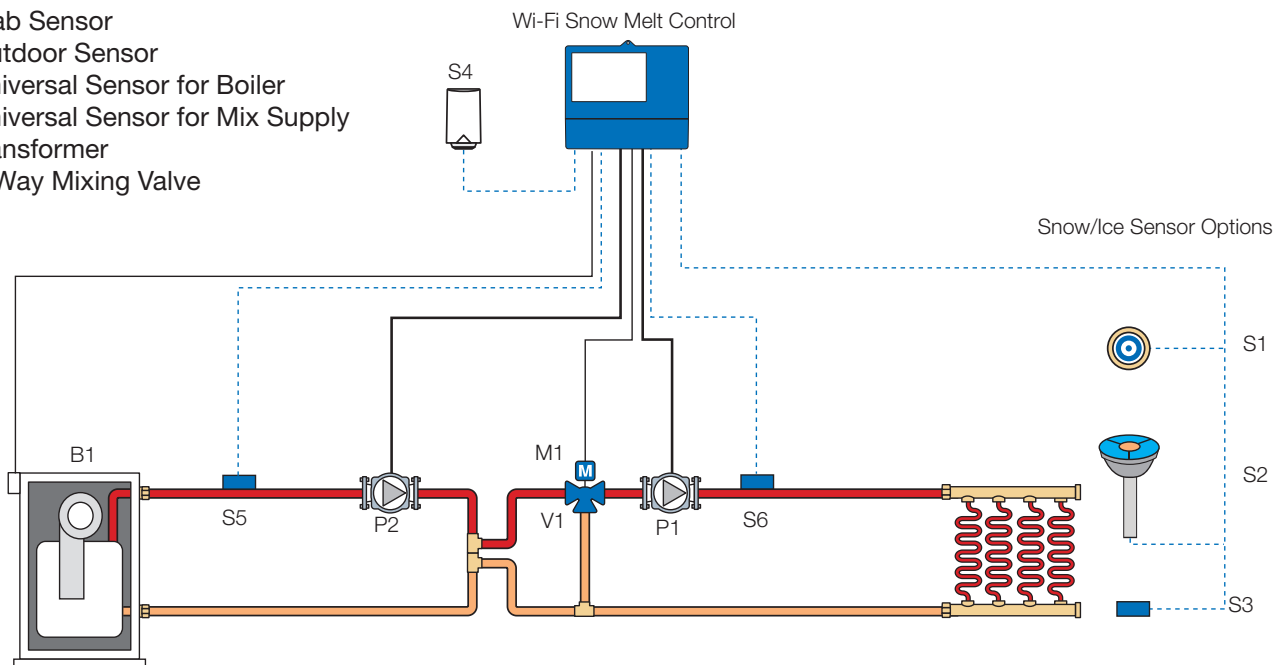 ab Sensor
tdoor Sensor
iversal Sensor for Boiler
iversal Sensor for Mix Supply
ansformer
Way Mixing Valve
Wi-Fi Snow Melt Control
S4
Snow/Ice Sensor Options
S1
B1
M1
M
S2
S5
P2
V1
P1
S6
S3